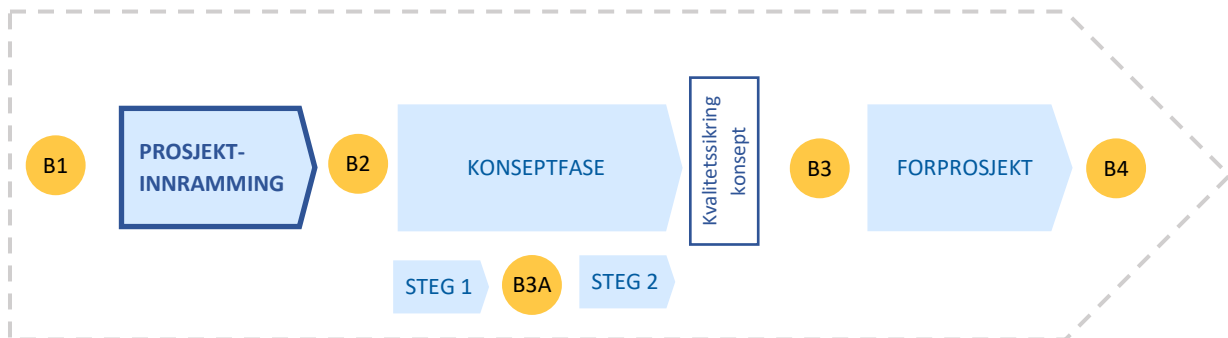 B1
PROSJEKT-
INNRAMMING
B2
KONSEPTFASE
Kvalitetssikring
konsept
B3
FORPROSJEKT
B4
STEG 1
B3A
STEG 2